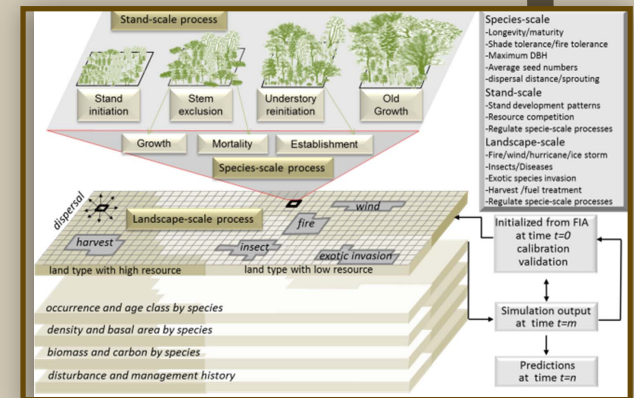 Stand-scale process
Stand
initiation
Stem
exclusion
Understory
reinitiation
Old
Growth
Growth
Mortality
Establishment
Species-scale process
dispersal
Landscape-scale process
wind
fire
harvest
insect
exotic invasion
land type with high resource
land type with low resource
occurrence and age class by species
density and basal area by species
biomass and carbon by species
disturbance and management history
Species-scale
-Longevity/maturity
-Shade tolerance/fire tolerance
-Maximum DBH
-Average seed numbers
-dispersal distance/sprouting
Stand-scale
-Stand development patterns
-Resource competition
-Regulate specie-scale processes
Landscape-scale
-Fire/wind/hurricane/ice storm
-Insects/Diseases
-Exotic species invasion
-Harvest /fuel treatment
-Regulate specie-scale processes
Initialized from FIA
at time t=0
calibration
validation
Simulation output
at time t=m
Predictions
at time t=n